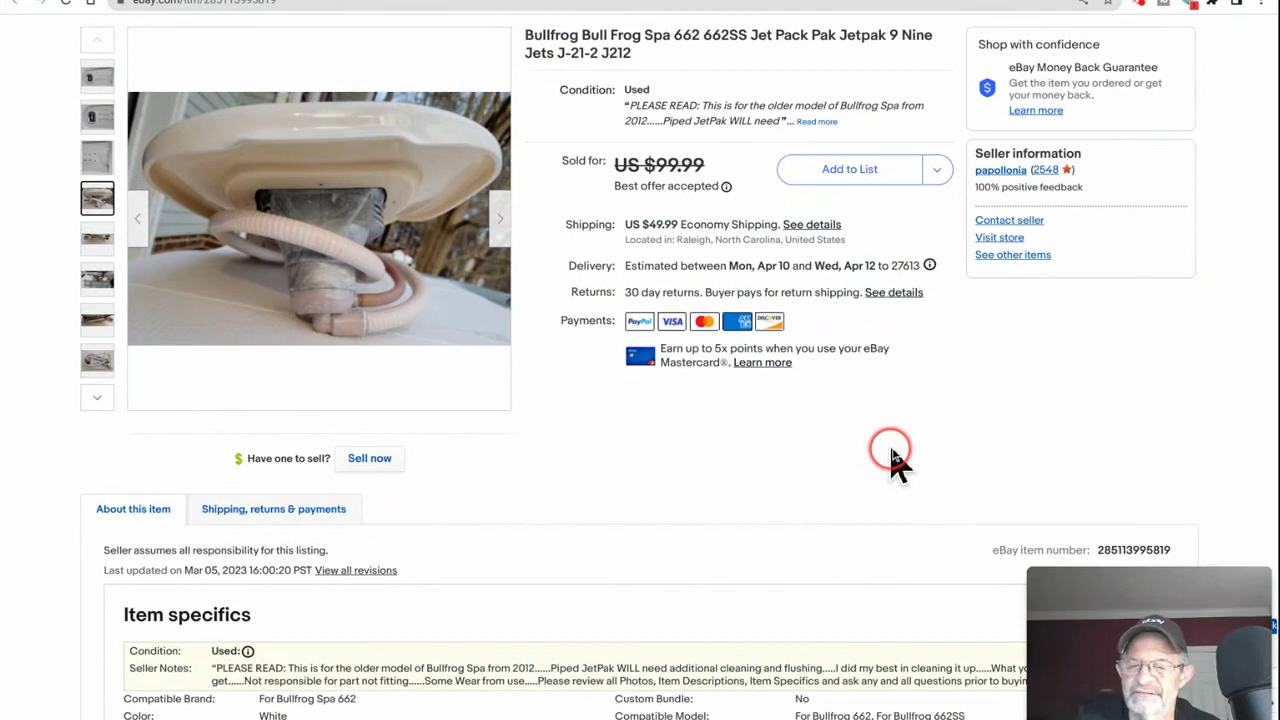 ebay.com/itm/285113995819
Bullfrog Bull Frog Spa 662 662SS Jet Pack Pak Jetpak 9 Nine
Jets J-21-2 J212
Condition: Used
“PLEASE READ: This is for the older model of Bullfrog Spa from
2012......Piped JetPak WILL need”... Read more
Sold for: US $99.99
Best offer accepted
Add to List
Shipping: US $49.99 Economy Shipping. See details
Located in: Raleigh, North Carolina, United States
Delivery: Estimated between Mon, Apr 10 and Wed, Apr 12 to 27613
Returns: 30 day returns. Buyer pays for return shipping. See details
Payments: PayPal VISA DISCOVER
Earn up to 5x points when you use your eBay
Mastercard®. Learn more
Shop with confidence
eBay Money Back Guarantee
Get the item you ordered or get
your money back.
Learn more
Seller information
papollonia (2548 )
100% positive feedback
Contact seller
Visit store
See other items
$ Have one to sell? Sell now
About this item
Shipping, returns & payments
Seller assumes all responsibility for this listing.
eBay item number: 285113995819
Last updated on Mar 05, 2023 16:00:20 PST View all revisions
Item specifics
Condition: Used:
Seller Notes: “PLEASE READ: This is for the older model of Bullfrog Spa from 2012......Piped JetPak WILL need additional cleaning and flushing.....I did my best in cleaning it up......What yo
get......Not responsible for part not fitting......Some Wear from use.....Please review all Photos, Item Descriptions, Item Specifics and ask any and all questions prior to buyin
Compatible Brand: For Bullfrog Spa 662
Custom Bundle: No
Color: White
Compatible Model: For Bullfrog 662, For Bullfrog 662SS
ebay